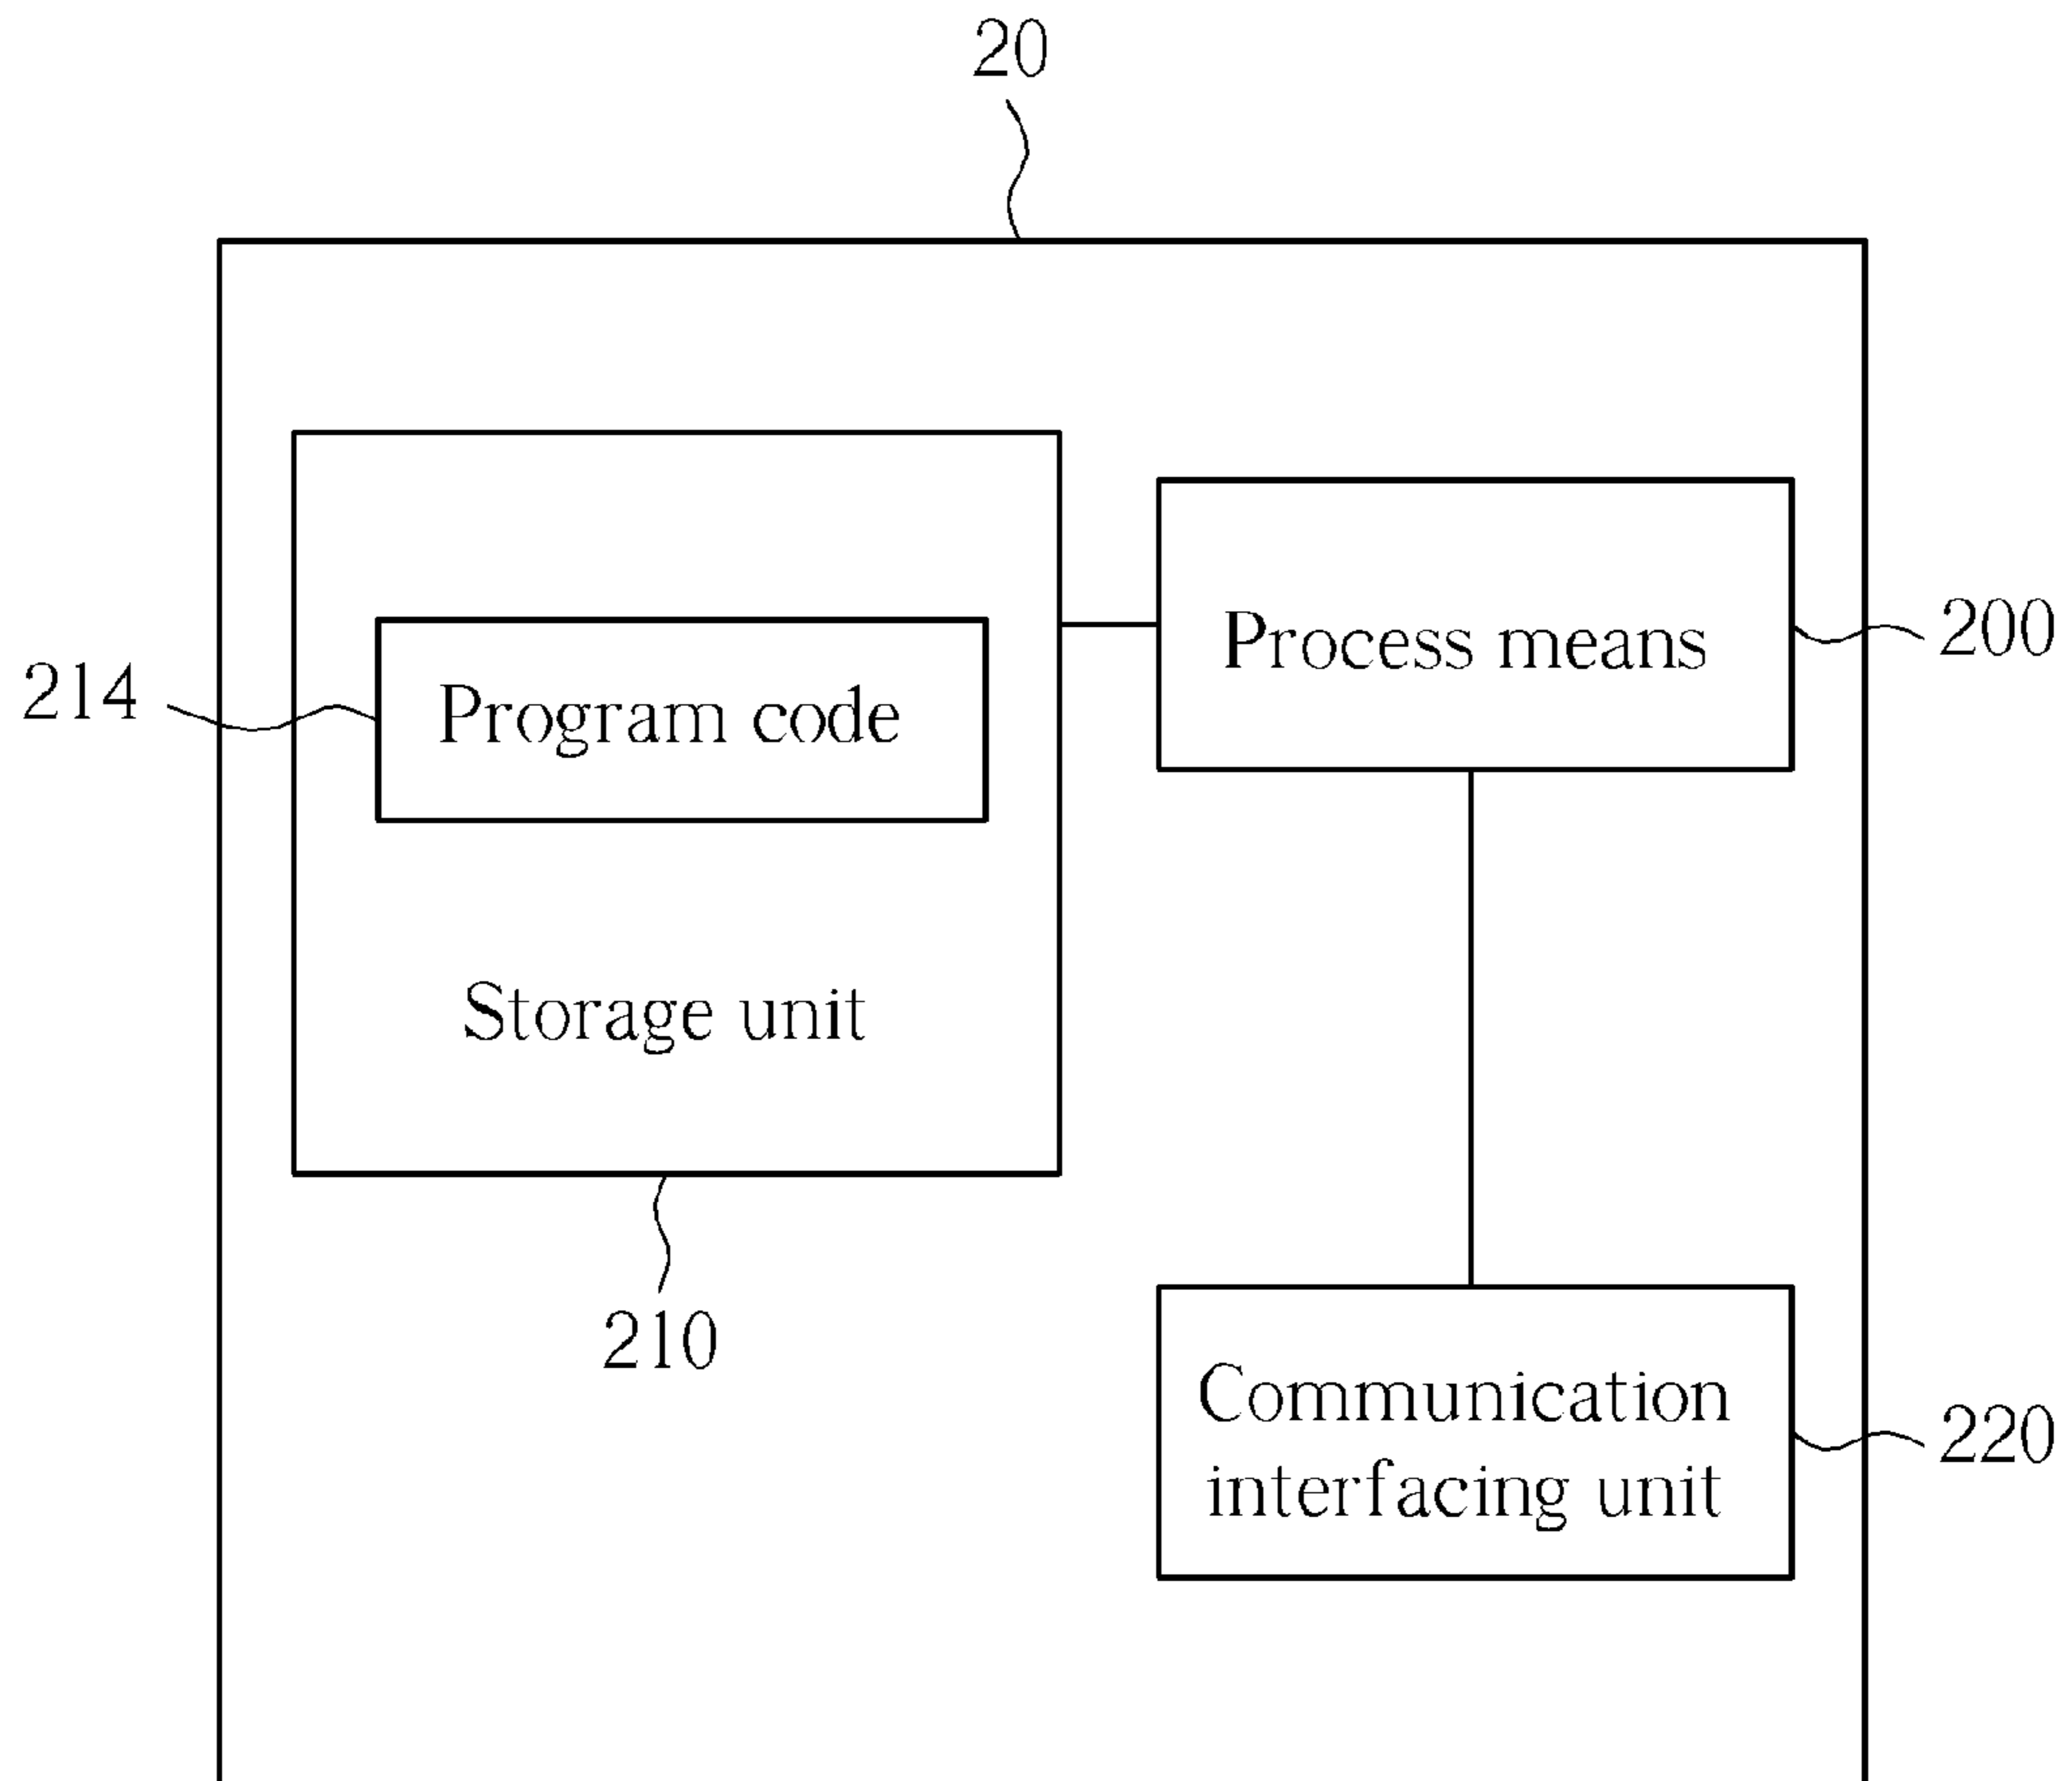 20
Process means
200
214
Program code
Storage unit
210
Communication
interfacing unit
220